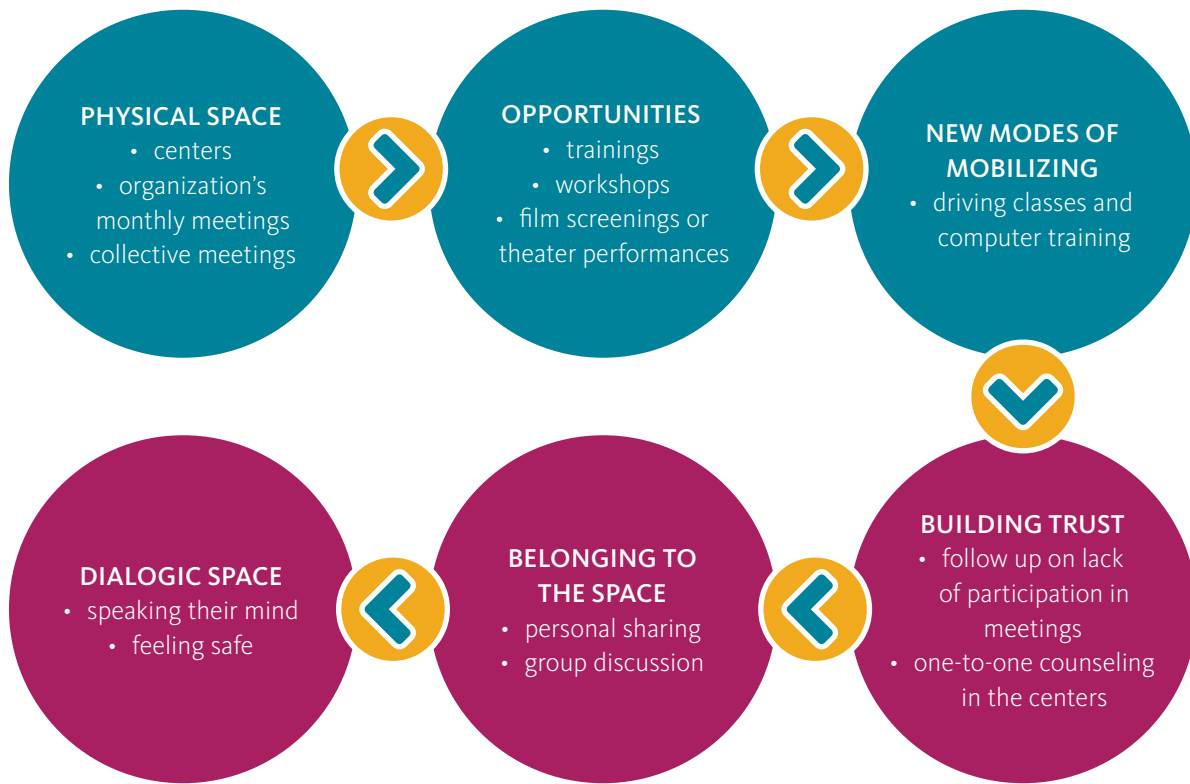 PHYSICAL SPACE
• centers
• organization's
monthly meetings
• collective meetings
OPPORTUNITIES
• trainings
• workshops
• film screenings or
theater performances
NEW MODES OF
MOBILIZING
• driving classes and
computer training
BUILDING TRUST
• follow up on lack
of participation in
meetings
• one-to-one counseling
in the centers
BELONGING TO
THE SPACE
• personal sharing
• group discussion
DIALOGIC SPACE
• speaking their mind
• feeling safe